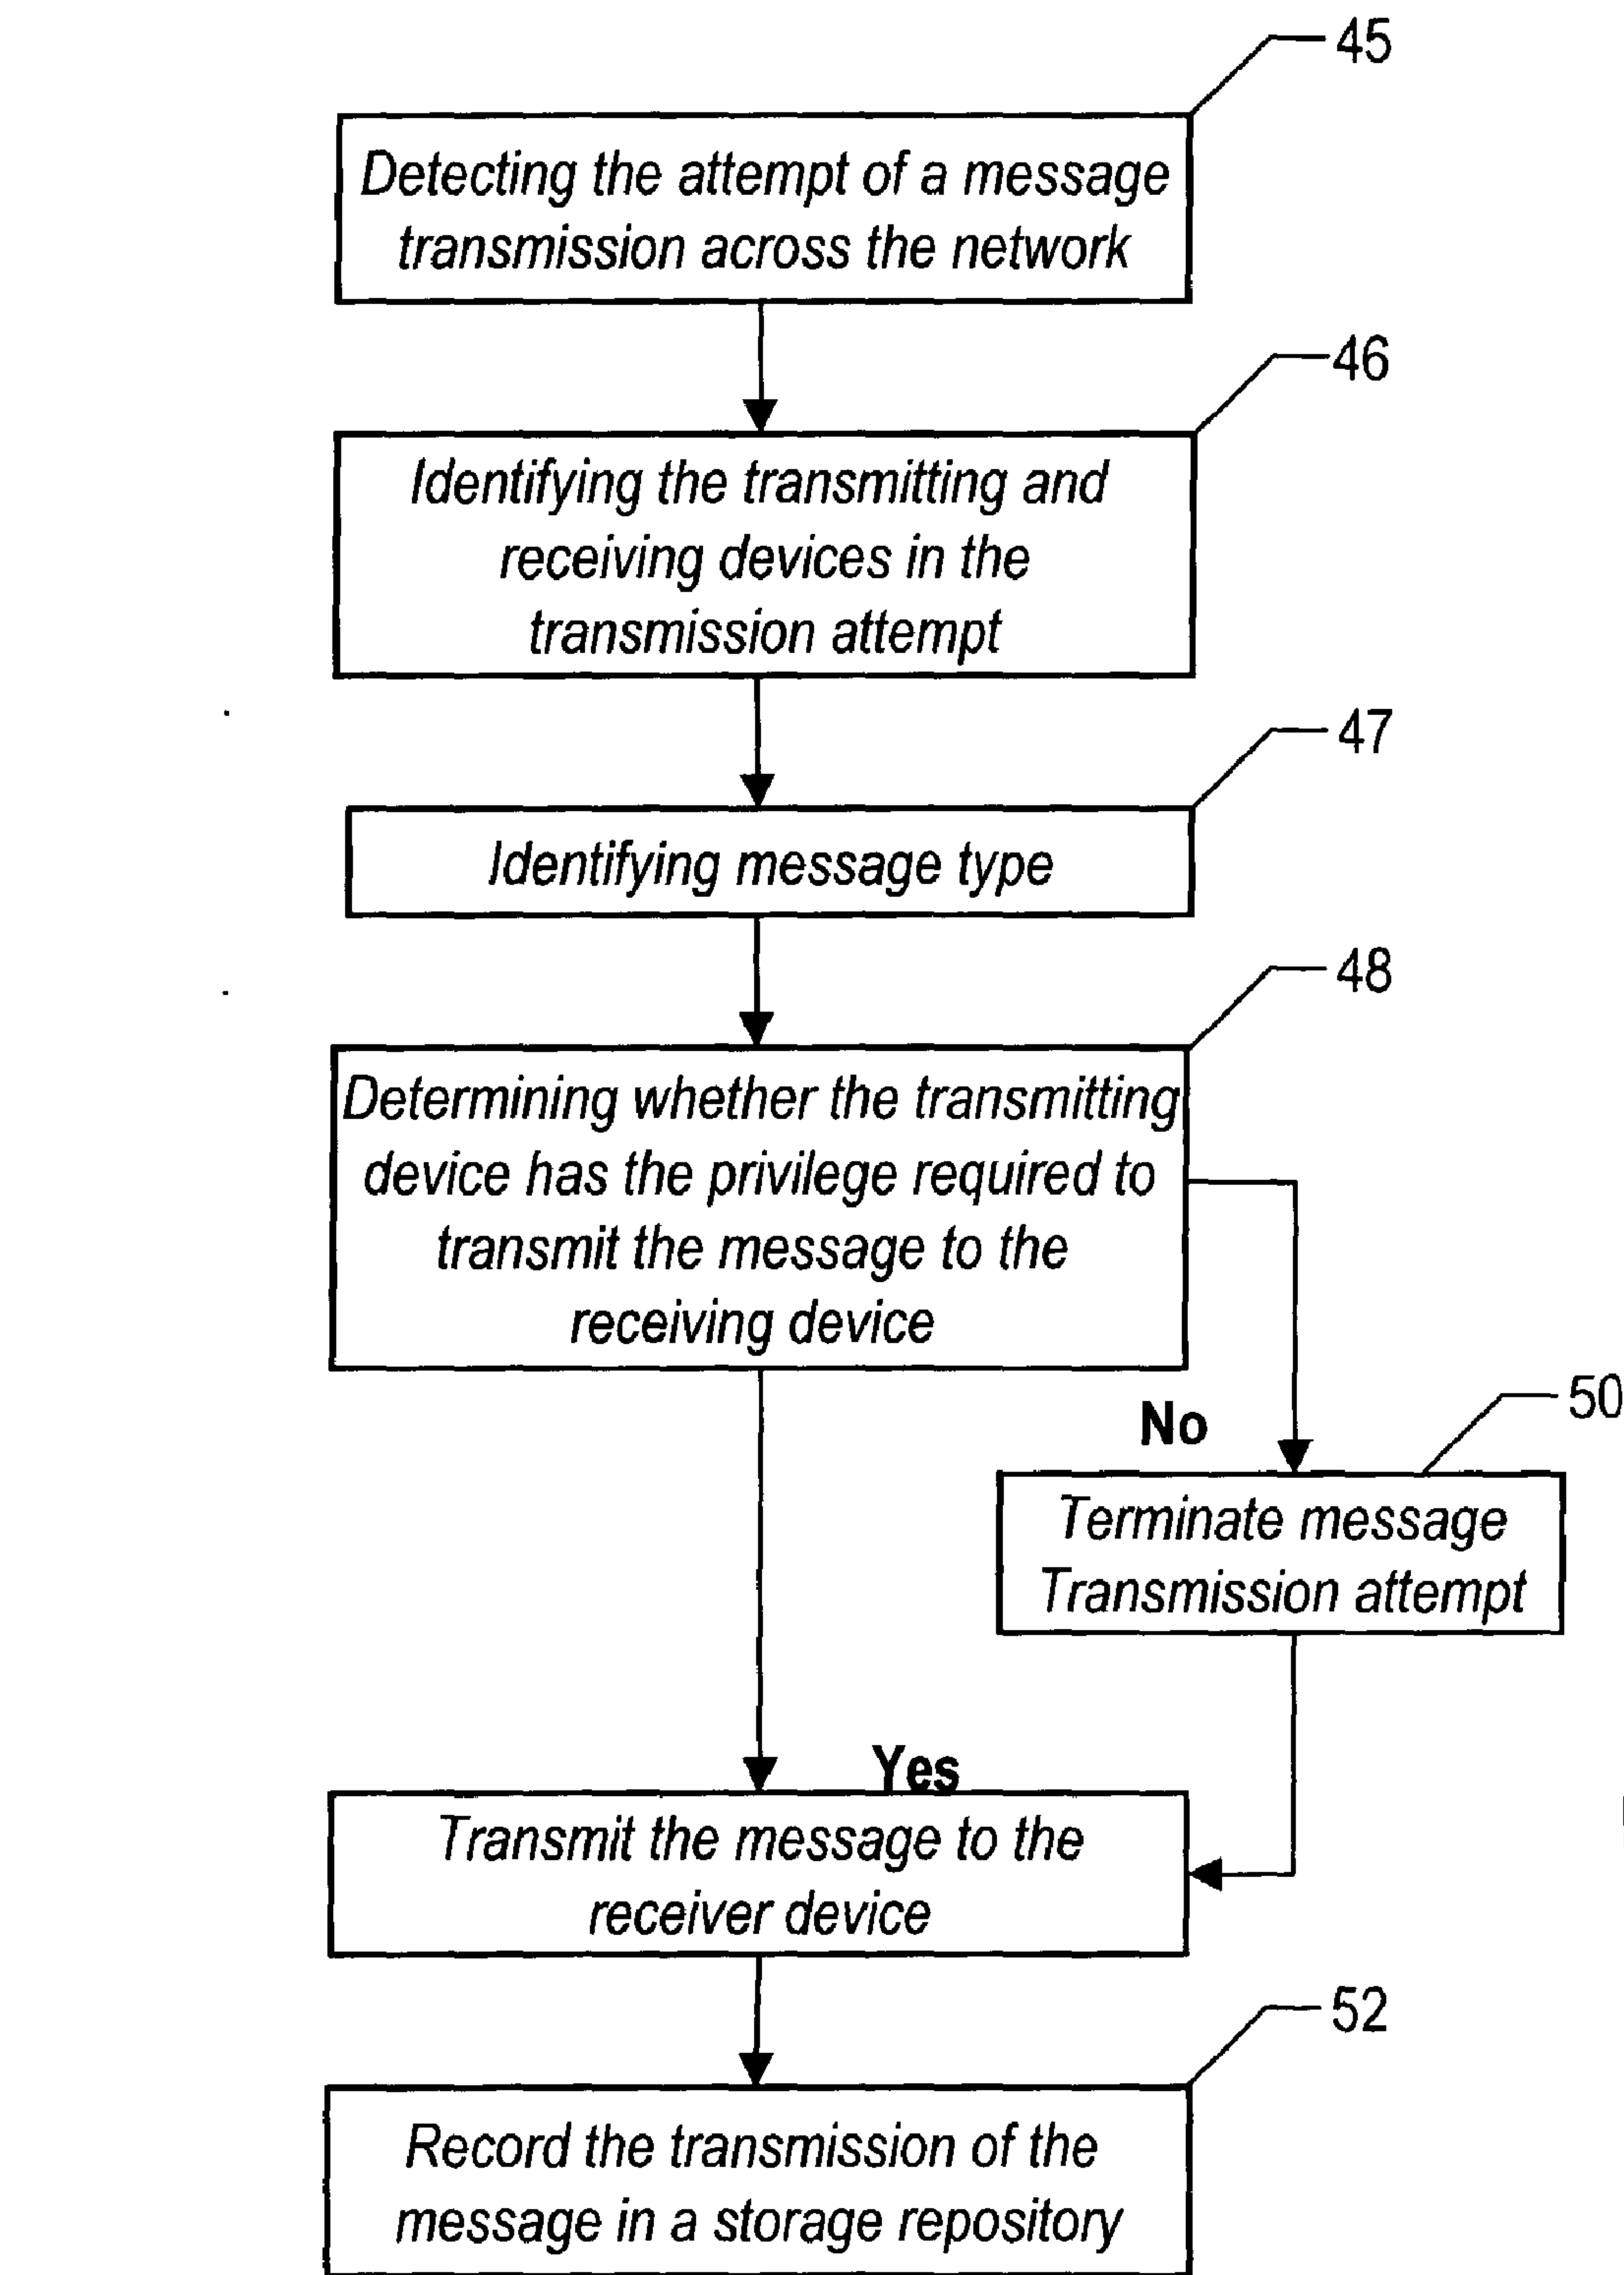 45
Detecting the attempt of a message
transmission across the network
46
Identifying the transmitting and
receiving devices in the
transmission attempt
47
Identifying message type
48
Determining whether the transmitting
device has the privilege required to
transmit the message to the
receiving device
50
No
Terminate message
Transmission attempt
Yes
Transmit the message to the
receiver device
52
Record the transmission of the
message in a storage repository